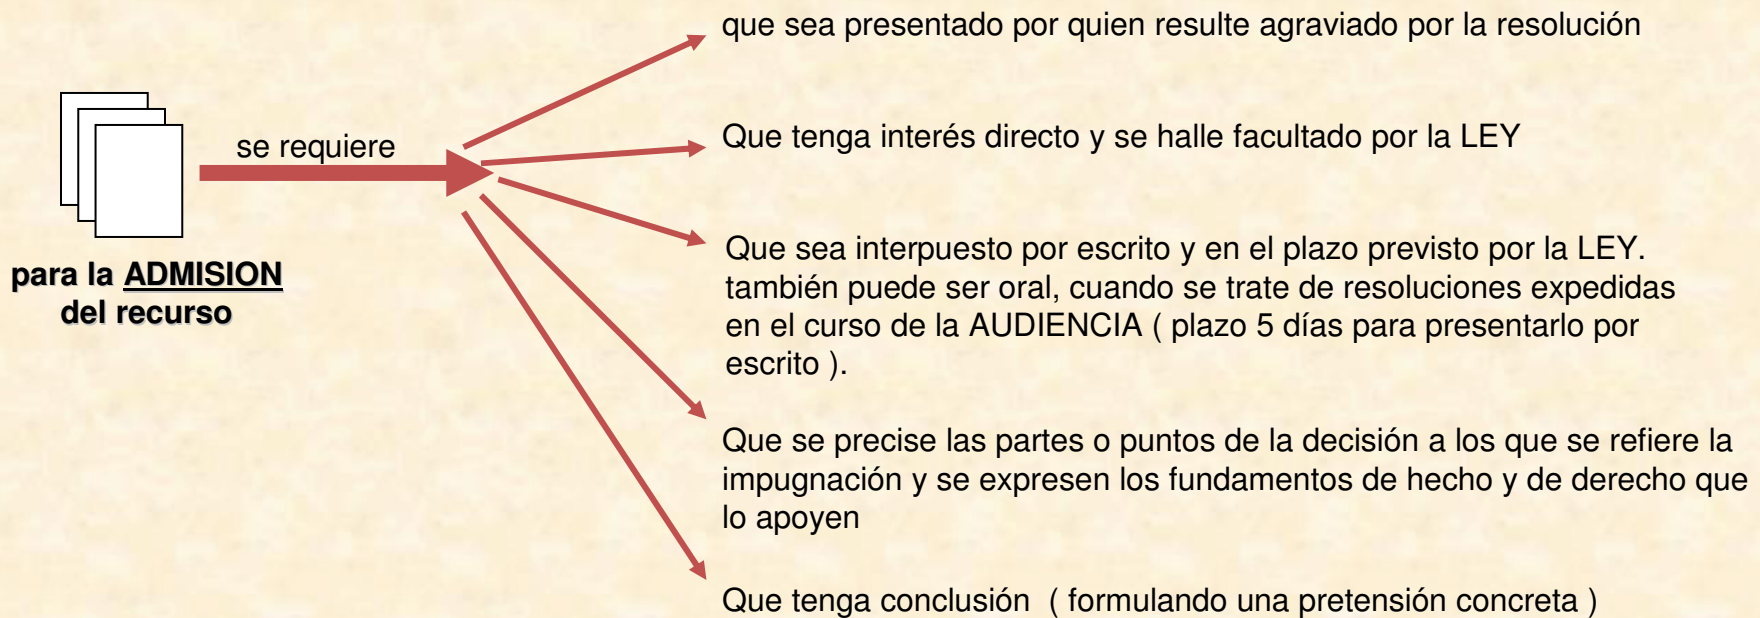 que sea presentado por quien resulte agraviado por la resolución
se requiere
Que tenga interés directo y se halle facultado por la LEY
para la ADMISION
del recurso
Que sea interpuesto por escrito y en el plazo previsto por la LEY.
también puede ser oral, cuando se trate de resoluciones expedidas
en el curso de la AUDIENCIA ( plazo 5 días para presentarlo por
escrito ).
Que se precise las partes o puntos de la decisión a los que se refiere la
impugnación y se expresen los fundamentos de hecho y de derecho que
lo apoyen
Que tenga conclusión ( formulando una pretensión concreta )